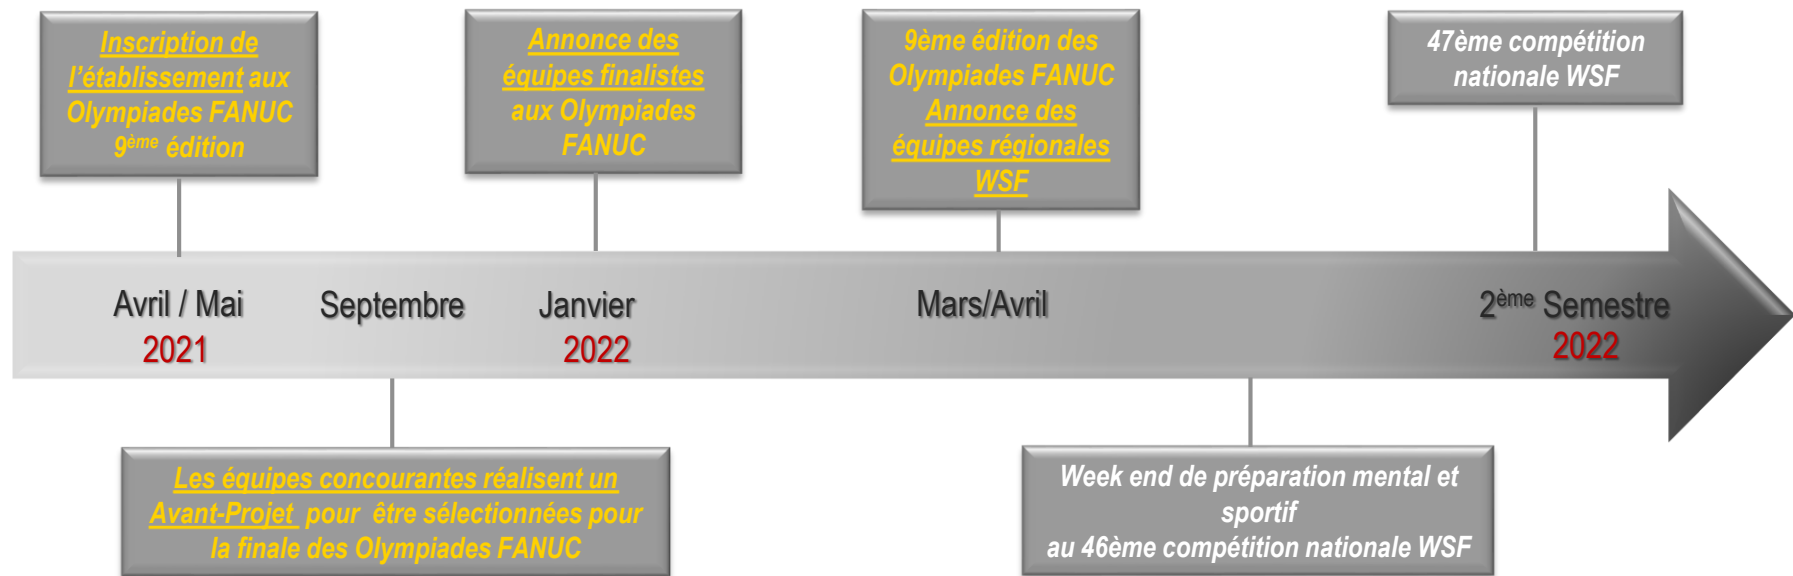 Inscription de
l’établissement aux
Olympiades FANUC
9ème édition
Annonce des
équipes finalistes
aux Olympiades
FANUC
9ème édition des
Olympiades FANUC
Annonce des
équipes régionales
WSF
47ème compétition
nationale WSF
Avril / Mai
2021
Septembre
Janvier
2022
Mars/Avril
2ème Semestre
2022
Les équipes concourantes réalisent un
Avant-Projet pour être sélectionnées pour
la finale des Olympiades FANUC
Week end de préparation mental et
sportif
au 46ème compétition nationale WSF